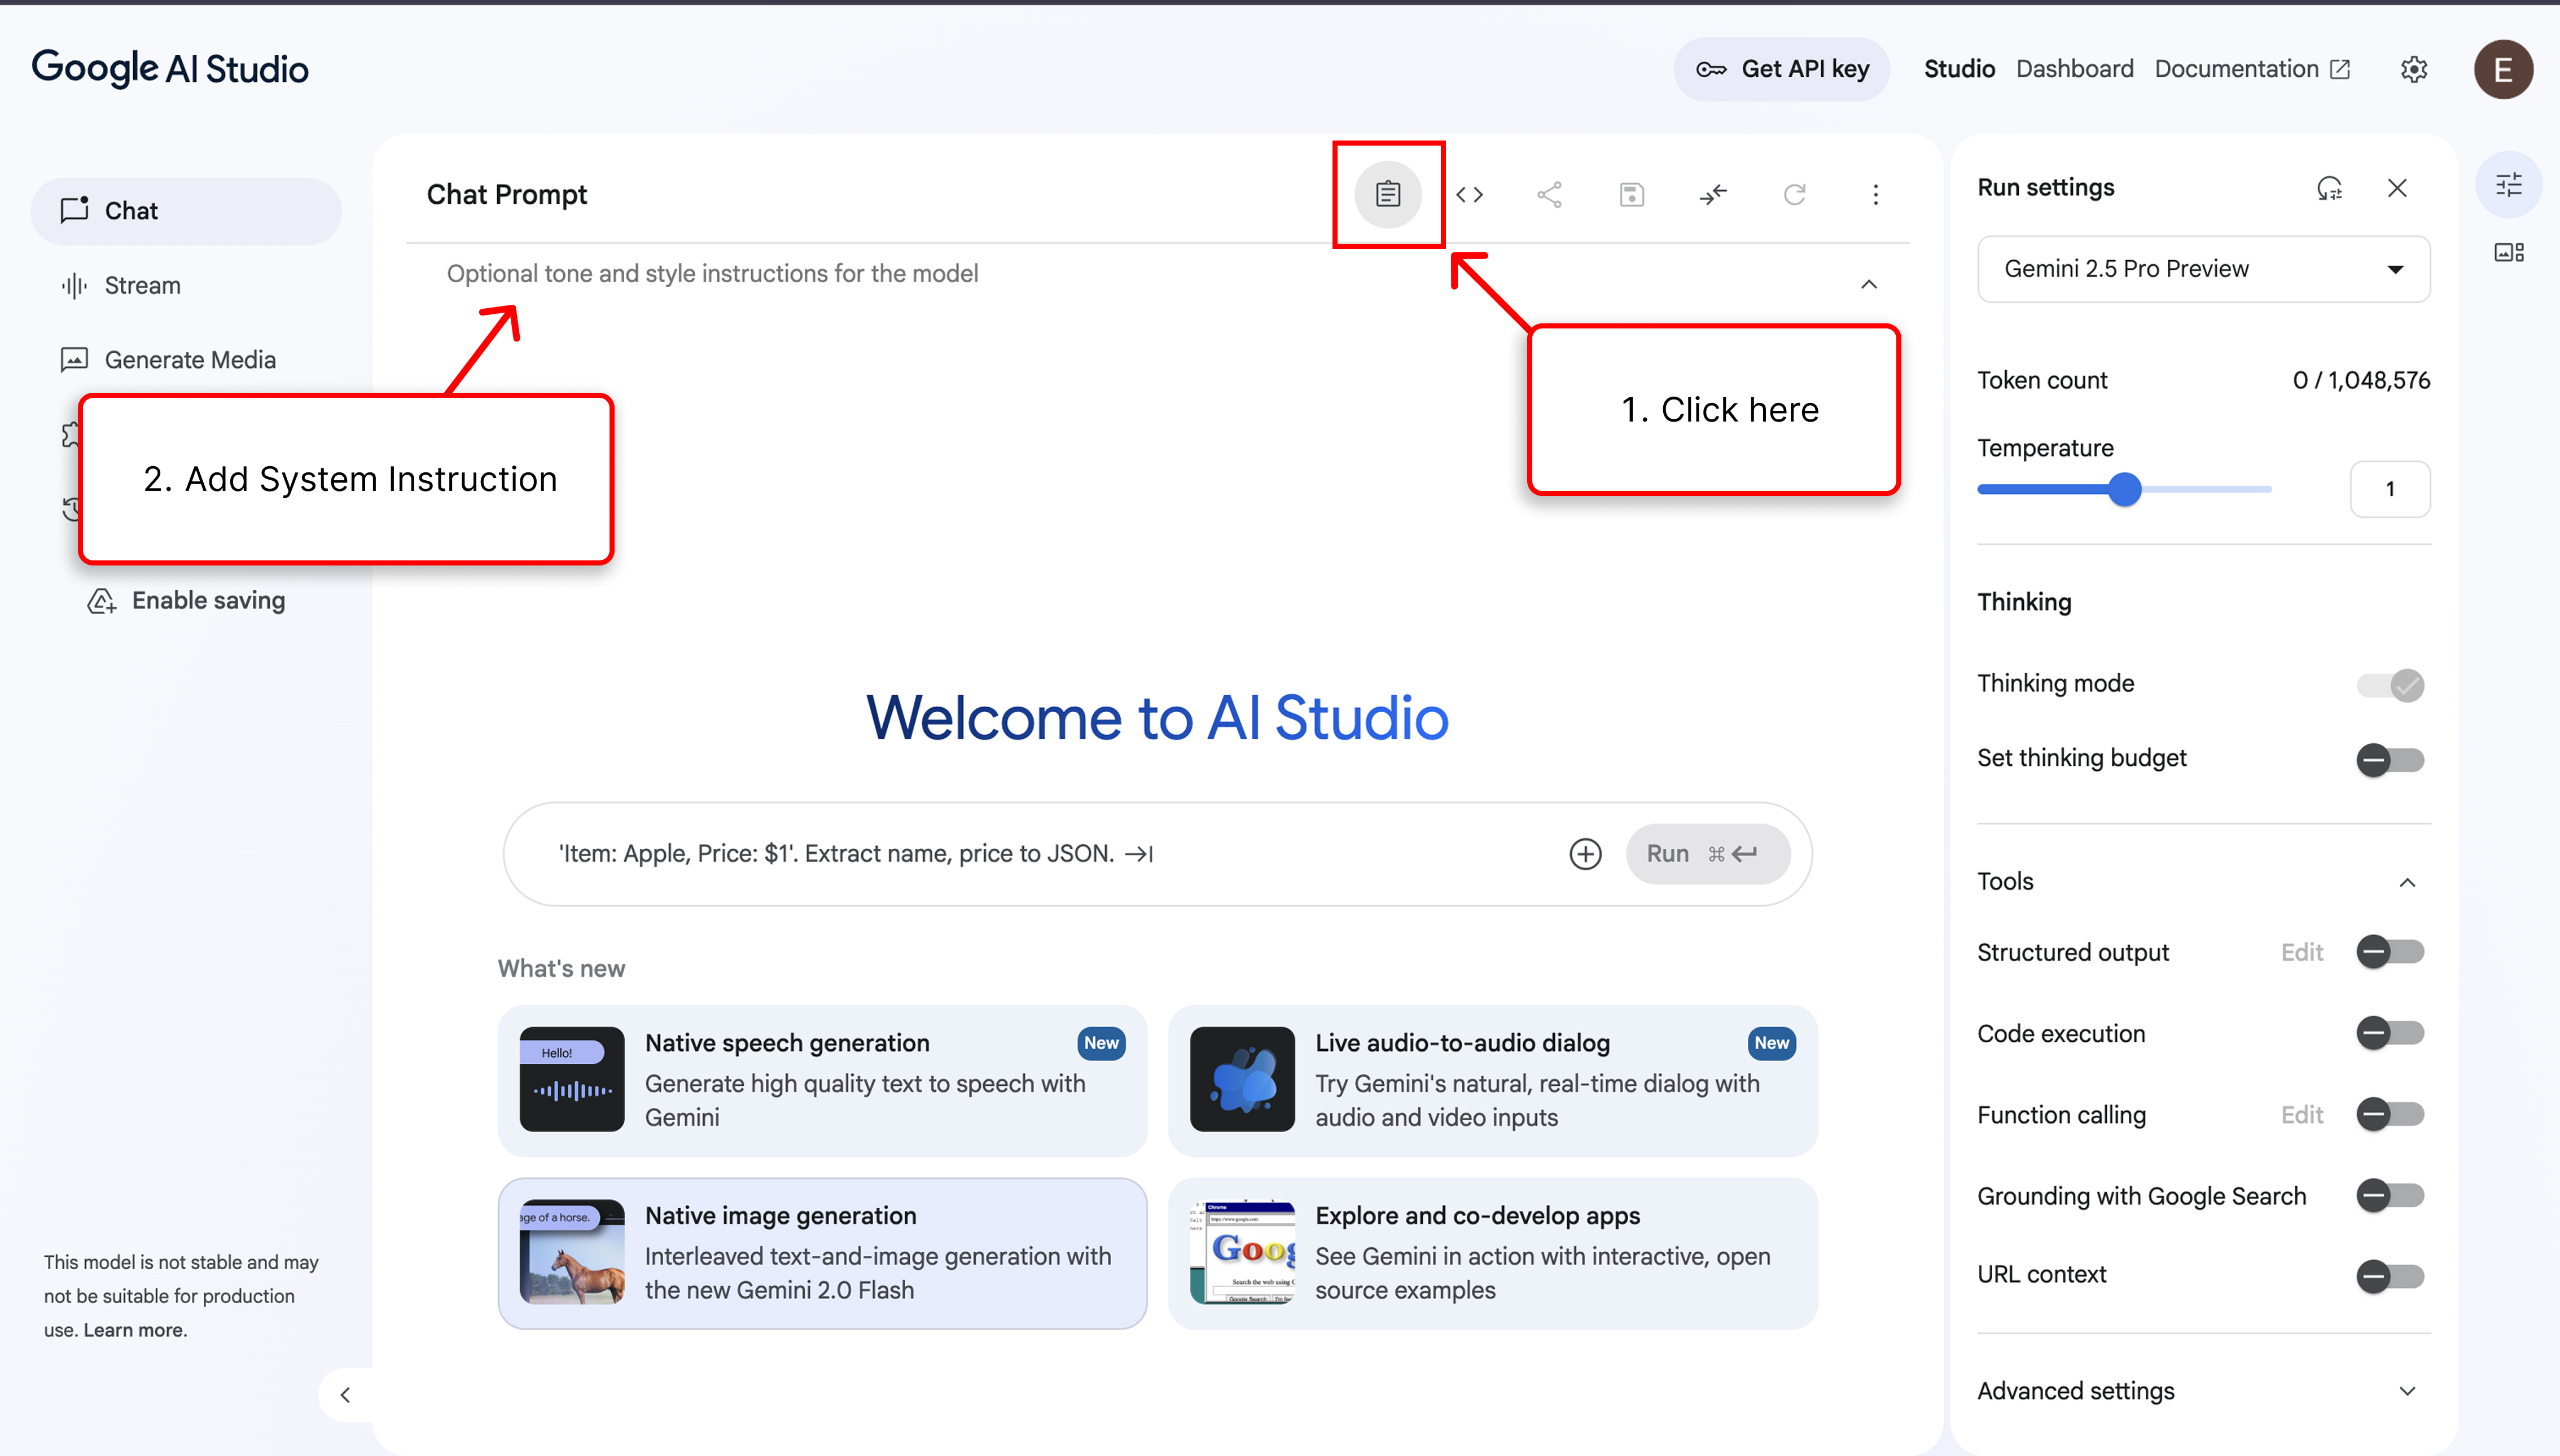 Google AI Studio
Get API key
Studio
Dashboard
Documentation
E
Chat
Stream
Generate Media
Enable saving
This model is not stable and may
not be suitable for production
use. Learn more.
Chat Prompt
Optional tone and style instructions for the model
1. Click here
2. Add System Instruction
Welcome to AI Studio
'Item: Apple, Price: $1'. Extract name, price to JSON.
Run ⌘
What's new
Hello!
Native speech generation
New
Generate high quality text to speech with
Gemini
Live audio-to-audio dialog
New
Try Gemini's natural, real-time dialog with
audio and video inputs
age of a horse.
Native image generation
Interleaved text-and-image generation with
the new Gemini 2.0 Flash
Chrome
Goog
Search the web using G
Google Search
Explore and co-develop apps
See Gemini in action with interactive, open
source examples
Run settings
Gemini 2.5 Pro Preview
Token count
0 / 1,048,576
Temperature
1
Thinking
Thinking mode
Set thinking budget
Tools
Structured output
Edit
Code execution
Function calling
Edit
Grounding with Google Search
URL context
Advanced settings